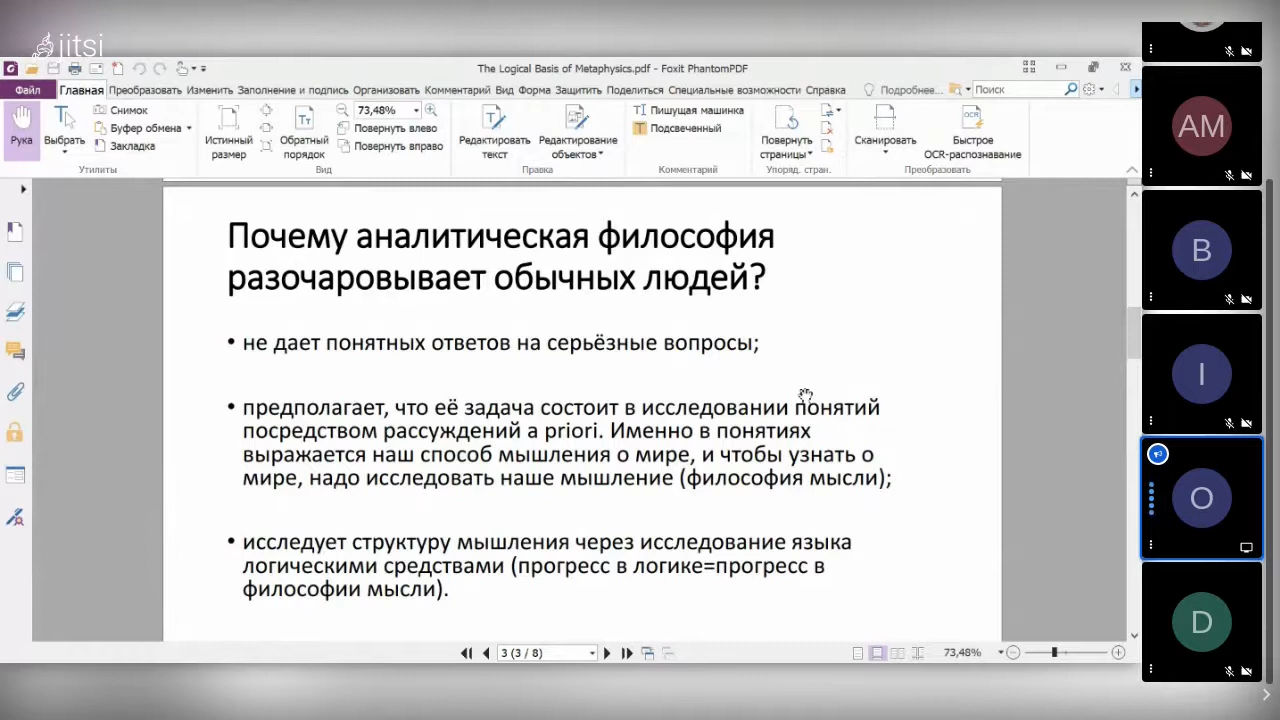 jitsi
The Logical Basis of Metaphysics.pdf - Foxit PhantomPDF
Файл Главная Преобразовать Изменить Заполнение и подпись Организовать Комментарий Вид Форма Защитить Поделиться Специальные возможности Справка Подробнее... Поиск
Рука
Выбрать
Снимок
Буфер обмена
Закладка
Утилиты
Истинный размер
Обратный порядок
73,48%
Повернуть влево
Повернуть вправо
Вид
Редактировать текст
Редактирование объектов
Правка
Пишущая машинка
Подсвеченный
Комментарий
Повернуть страницы
Упоряд. стран.
Сканировать
OCR
Быстрое OCR-распознавание
Преобразовать
Почему аналитическая философия
разочаровывает обычных людей?
• не дает понятных ответов на серьёзные вопросы;
• предполагает, что её задача состоит в исследовании понятий
посредством рассуждений a priori. Именно в понятиях
выражается наш способ мышления о мире, и чтобы узнать о
мире, надо исследовать наше мышление (философия мысли);
• исследует структуру мышления через исследование языка
логическими средствами (прогресс в логике=прогресс в
философии мысли).
3 (3 / 8)
73,48%
AM
B
I
O
D